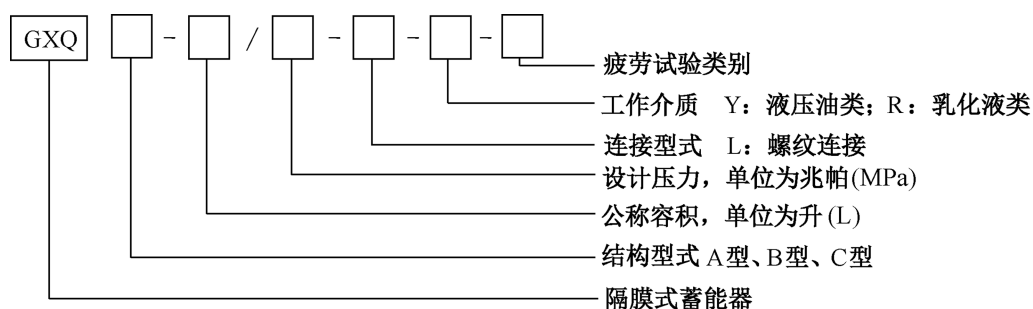 GXQ □-□/□-□-□-□
疲劳试验类别
工作介质 Y：液压油类；R：乳化液类
连接型式 L：螺纹连接
设计压力，单位为兆帕(MPa)
公称容积，单位为升(L)
结构型式 A型、B型、C型
隔膜式蓄能器